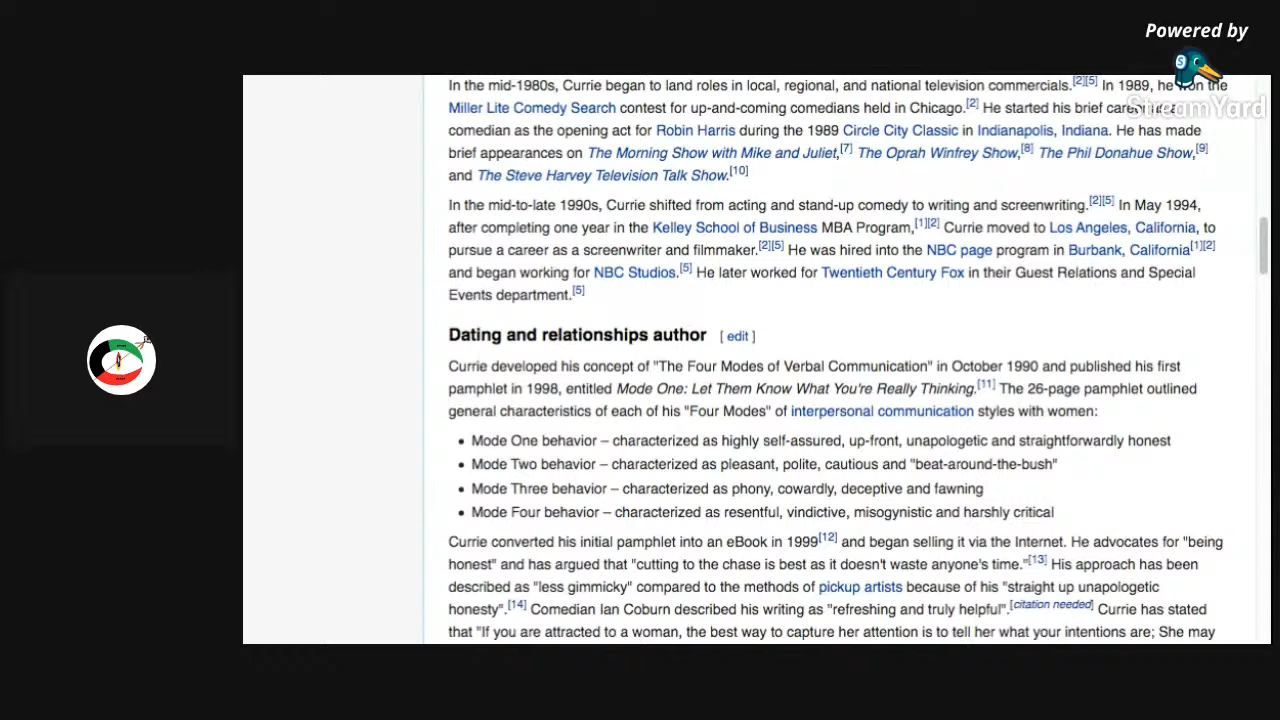 Powered by
StreamYard
In the mid-1980s, Currie began to land roles in local, regional, and national television commercials.[2][5] In 1989, he won the
Miller Lite Comedy Search contest for up-and-coming comedians held in Chicago.[2] He started his brief career as a
comedian as the opening act for Robin Harris during the 1989 Circle City Classic in Indianapolis, Indiana. He has made
brief appearances on The Morning Show with Mike and Juliet,[7] The Oprah Winfrey Show,[8] The Phil Donahue Show,[9]
and The Steve Harvey Television Talk Show.[10]
In the mid-to-late 1990s, Currie shifted from acting and stand-up comedy to writing and screenwriting.[2][5] In May 1994,
after completing one year in the Kelley School of Business MBA Program,[1][2] Currie moved to Los Angeles, California, to
pursue a career as a screenwriter and filmmaker.[2][5] He was hired into the NBC page program in Burbank, California[1][2]
and began working for NBC Studios.[5] He later worked for Twentieth Century Fox in their Guest Relations and Special
Events department.[5]
Dating and relationships author [ edit ]
Currie developed his concept of "The Four Modes of Verbal Communication" in October 1990 and published his first
pamphlet in 1998, entitled Mode One: Let Them Know What You're Really Thinking.[11] The 26-page pamphlet outlined
general characteristics of each of his "Four Modes" of interpersonal communication styles with women:
• Mode One behavior – characterized as highly self-assured, up-front, unapologetic and straightforwardly honest
• Mode Two behavior – characterized as pleasant, polite, cautious and "beat-around-the-bush"
• Mode Three behavior – characterized as phony, cowardly, deceptive and fawning
• Mode Four behavior – characterized as resentful, vindictive, misogynistic and harshly critical
Currie converted his initial pamphlet into an eBook in 1999[12] and began selling it via the Internet. He advocates for "being
honest" and has argued that "cutting to the chase is best as it doesn't waste anyone's time."[13] His approach has been
described as "less gimmicky" compared to the methods of pickup artists because of his "straight up unapologetic
honesty".[14] Comedian Ian Coburn described his writing as "refreshing and truly helpful".[citation needed] Currie has stated
that "If you are attracted to a woman, the best way to capture her attention is to tell her what your intentions are; She may